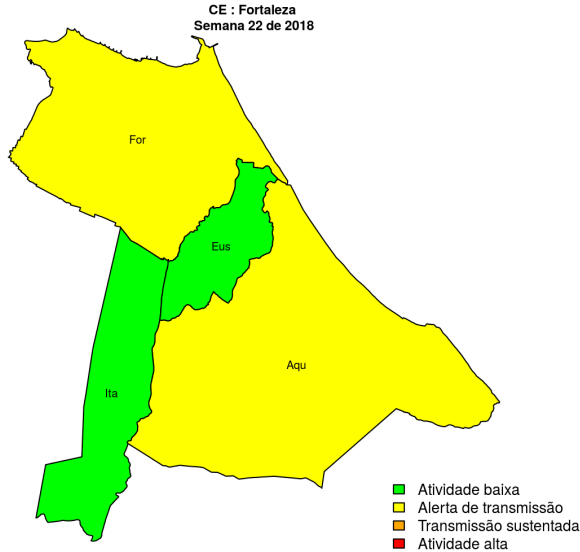 CE : Fortaleza
Semana 22 de 2018
For
Eus
Aqu
Ita
Atividade baixa
Alerta de transmissão
Transmissão sustentada
Atividade alta